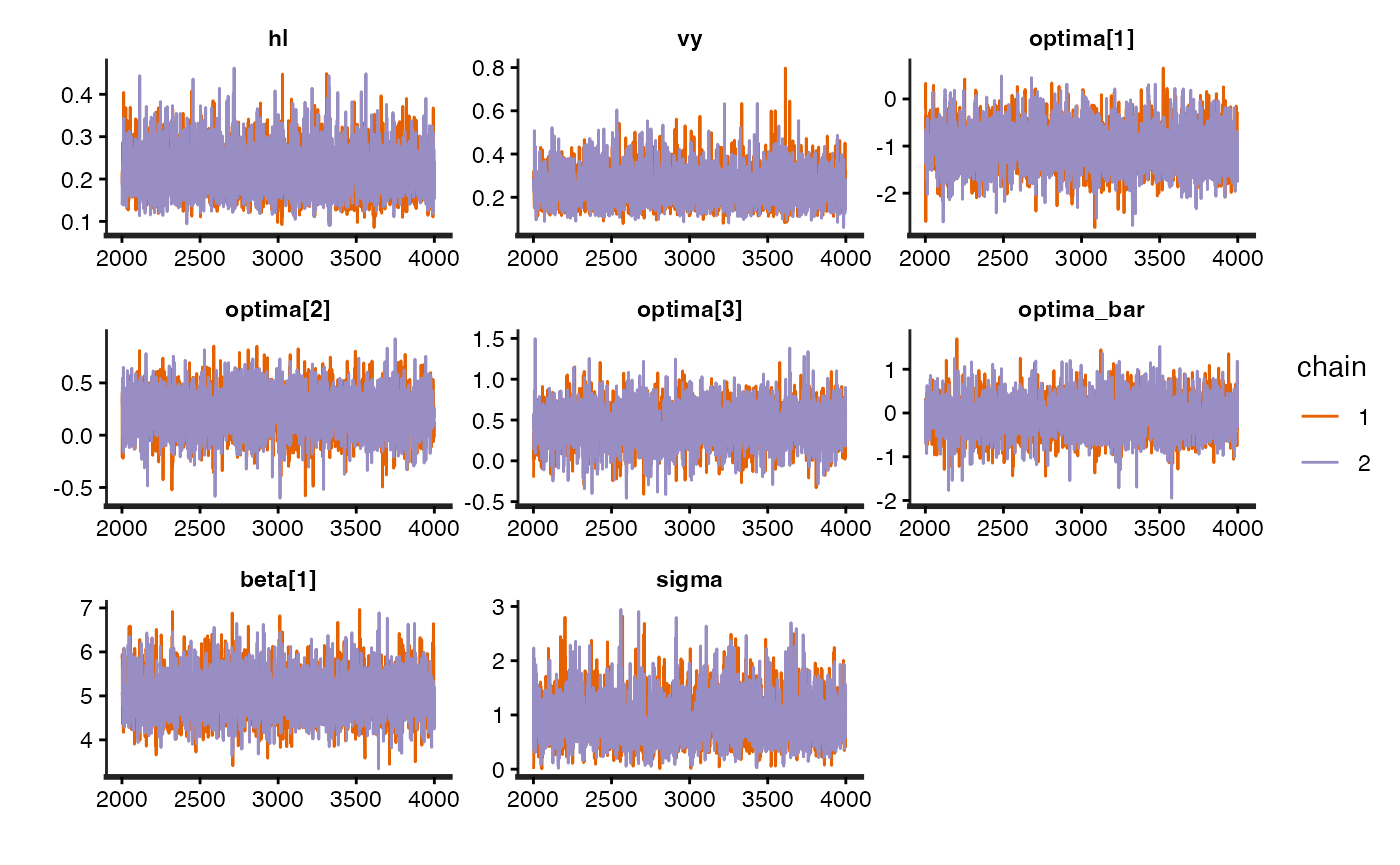 hl vy optima[1]
0.4 0.3 0.2 0.1
0.8 0.6 0.4 0.2
0 -1 -2
2000 2500 3000 3500 4000 2000 2500 3000 3500 4000 2000 2500 3000 3500 4000
optima[2] optima[3] optima_bar
0.5 0.0 -0.5
1.5 1.0 0.5 0.0 -0.5
1 0 -1 -2
2000 2500 3000 3500 4000 2000 2500 3000 3500 4000 2000 2500 3000 3500 4000
beta[1] sigma
7 6 5 4
3 2 1 0
2000 2500 3000 3500 4000 2000 2500 3000 3500 4000
chain
1
2